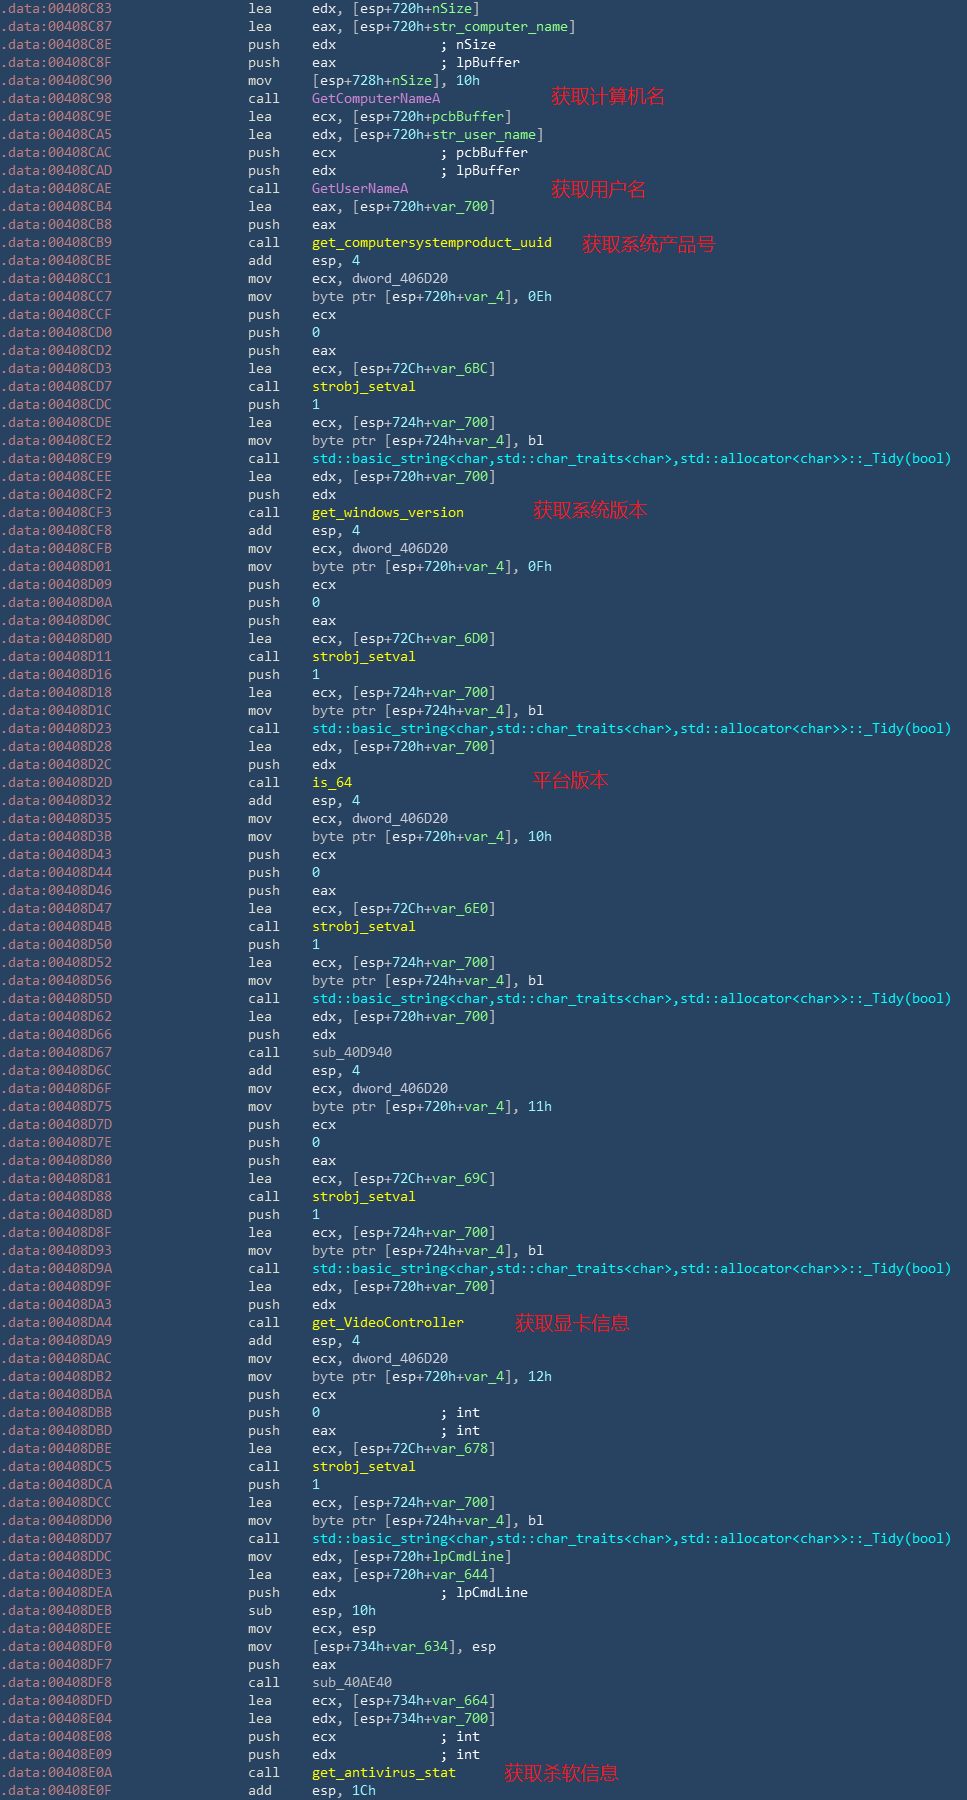 .data:00408C83 lea edx, [esp+720h+nSize]
.data:00408C87 lea eax, [esp+720h+str_computer_name]
.data:00408C8E push edx ; nSize
.data:00408C8F push eax ; lpBuffer
.data:00408C90 mov [esp+728h+nSize], 10h
.data:00408C98 call GetComputerNameA 获取计算机名
.data:00408C9E lea ecx, [esp+720h+pcbBuffer]
.data:00408CA5 lea edx, [esp+720h+str_user_name]
.data:00408CAC push ecx ; pcbBuffer
.data:00408CAD push edx ; lpBuffer
.data:00408CAE call GetUserNameA 获取用户名
.data:00408CB4 lea eax, [esp+720h+var_700]
.data:00408CB8 push eax
.data:00408CB9 call get_computersystemproduct_uuid 获取系统产品号
.data:00408CBE add esp, 4
.data:00408CC1 mov ecx, dword_406D20
.data:00408CC7 mov byte ptr [esp+720h+var_4], 0Eh
.data:00408CCF push ecx
.data:00408CD0 push 0
.data:00408CD2 push eax
.data:00408CD3 lea ecx, [esp+72Ch+var_6BC]
.data:00408CD7 call strobj_setval
.data:00408CDC push 1
.data:00408CDE lea ecx, [esp+724h+var_700]
.data:00408CE2 mov byte ptr [esp+724h+var_4], bl
.data:00408CE9 call std::basic_string<char,std::char_traits<char>,std::allocator<char>>::_Tidy(bool)
.data:00408CEE lea edx, [esp+720h+var_700]
.data:00408CF2 push edx
.data:00408CF3 call get_windows_version 获取系统版本
.data:00408CF8 add esp, 4
.data:00408CFB mov ecx, dword_406D20
.data:00408D01 mov byte ptr [esp+720h+var_4], 0Fh
.data:00408D09 push ecx
.data:00408D0A push 0
.data:00408D0C push eax
.data:00408D0D lea ecx, [esp+72Ch+var_6D0]
.data:00408D11 call strobj_setval
.data:00408D16 push 1
.data:00408D18 lea ecx, [esp+724h+var_700]
.data:00408D1C mov byte ptr [esp+724h+var_4], bl
.data:00408D23 call std::basic_string<char,std::char_traits<char>,std::allocator<char>>::_Tidy(bool)
.data:00408D28 lea edx, [esp+720h+var_700]
.data:00408D2C push edx
.data:00408D2D call is_64 平台版本
.data:00408D32 add esp, 4
.data:00408D35 mov ecx, dword_406D20
.data:00408D3B mov byte ptr [esp+720h+var_4], 10h
.data:00408D43 push ecx
.data:00408D44 push 0
.data:00408D46 push eax
.data:00408D47 lea ecx, [esp+72Ch+var_6E0]
.data:00408D4B call strobj_setval
.data:00408D50 push 1
.data:00408D52 lea ecx, [esp+724h+var_700]
.data:00408D56 mov byte ptr [esp+724h+var_4], bl
.data:00408D5D call std::basic_string<char,std::char_traits<char>,std::allocator<char>>::_Tidy(bool)
.data:00408D62 lea edx, [esp+720h+var_700]
.data:00408D66 push edx
.data:00408D67 call sub_40D940
.data:00408D6C add esp, 4
.data:00408D6F mov ecx, dword_406D20
.data:00408D75 mov byte ptr [esp+720h+var_4], 11h
.data:00408D7D push ecx
.data:00408D7E push 0
.data:00408D80 push eax
.data:00408D81 lea ecx, [esp+72Ch+var_69C]
.data:00408D88 call strobj_setval
.data:00408D8D push 1
.data:00408D8F lea ecx, [esp+724h+var_700]
.data:00408D93 mov byte ptr [esp+724h+var_4], bl
.data:00408D9A call std::basic_string<char,std::char_traits<char>,std::allocator<char>>::_Tidy(bool)
.data:00408D9F lea edx, [esp+720h+var_700]
.data:00408DA3 push edx
.data:00408DA4 call get_VideoController 获取显卡信息
.data:00408DA9 add esp, 4
.data:00408DAC mov ecx, dword_406D20
.data:00408DB2 mov byte ptr [esp+720h+var_4], 12h
.data:00408DBA push ecx
.data:00408DBB push 0 ; int
.data:00408DBD push eax ; int
.data:00408DBE lea ecx, [esp+72Ch+var_678]
.data:00408DC5 call strobj_setval
.data:00408DCA push 1
.data:00408DCC lea ecx, [esp+724h+var_700]
.data:00408DD0 mov byte ptr [esp+724h+var_4], bl
.data:00408DD7 call std::basic_string<char,std::char_traits<char>,std::allocator<char>>::_Tidy(bool)
.data:00408DDC mov edx, [esp+720h+lpCmdLine]
.data:00408DE3 lea eax, [esp+720h+var_644]
.data:00408DEA push edx ; lpCmdLine
.data:00408DEB sub esp, 10h
.data:00408DEE mov ecx, esp
.data:00408DF0 mov [esp+734h+var_634], esp
.data:00408DF7 push eax
.data:00408DF8 call sub_40AE40
.data:00408DFD lea ecx, [esp+734h+var_664]
.data:00408E04 lea edx, [esp+734h+var_700]
.data:00408E08 push ecx ; int
.data:00408E09 push edx ; int
.data:00408E0A call get_antivirus_stat 获取杀软信息
.data:00408E0F add esp, 1Ch